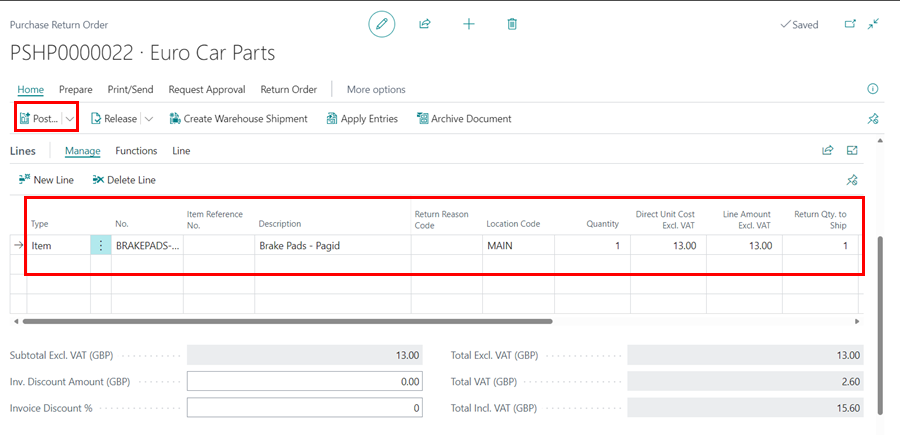 Purchase Return Order
Saved
PSHP0000022 · Euro Car Parts
Home Prepare Print/Send Request Approval Return Order More options
Post... Release Create Warehouse Shipment Apply Entries Archive Document
Lines Manage Functions Line
New Line Delete Line
Type No. Item Reference No. Description Return Reason Code Location Code Quantity Direct Unit Cost Excl. VAT Line Amount Excl. VAT Return Qty. to Ship
Item BRAKEPADS-... Brake Pads - Pagid MAIN 1 13.00 13.00 1
Subtotal Excl. VAT (GBP) 13.00 Total Excl. VAT (GBP) 13.00
Inv. Discount Amount (GBP) 0.00 Total VAT (GBP) 2.60
Invoice Discount % 0 Total Incl. VAT (GBP) 15.60